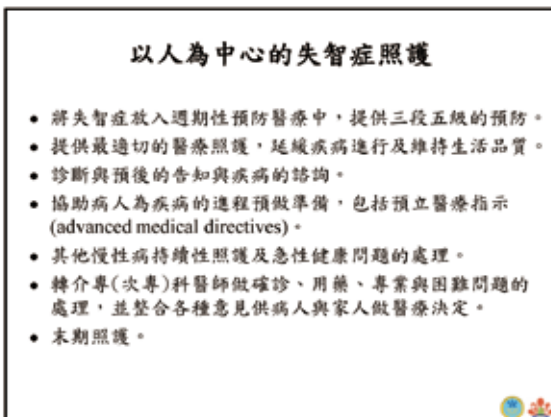 以人為中心的失智症照護
• 將失智症放入週期性預防醫療中，提供三段五級的預防。
• 提供最適切的醫療照護，延緩疾病進行及維持生活品質。
• 診斷與預後的告知與疾病的諮詢。
• 協助病人為疾病的進程預做準備，包括預立醫療指示
(advanced medical directives)。
• 其他慢性病持續性照護及急性健康問題的處理。
• 轉介專(次專)科醫師做確診、用藥、專業與困難問題的
處理，並整合各種意見供病人與家人做醫療決定。
• 末期照護。